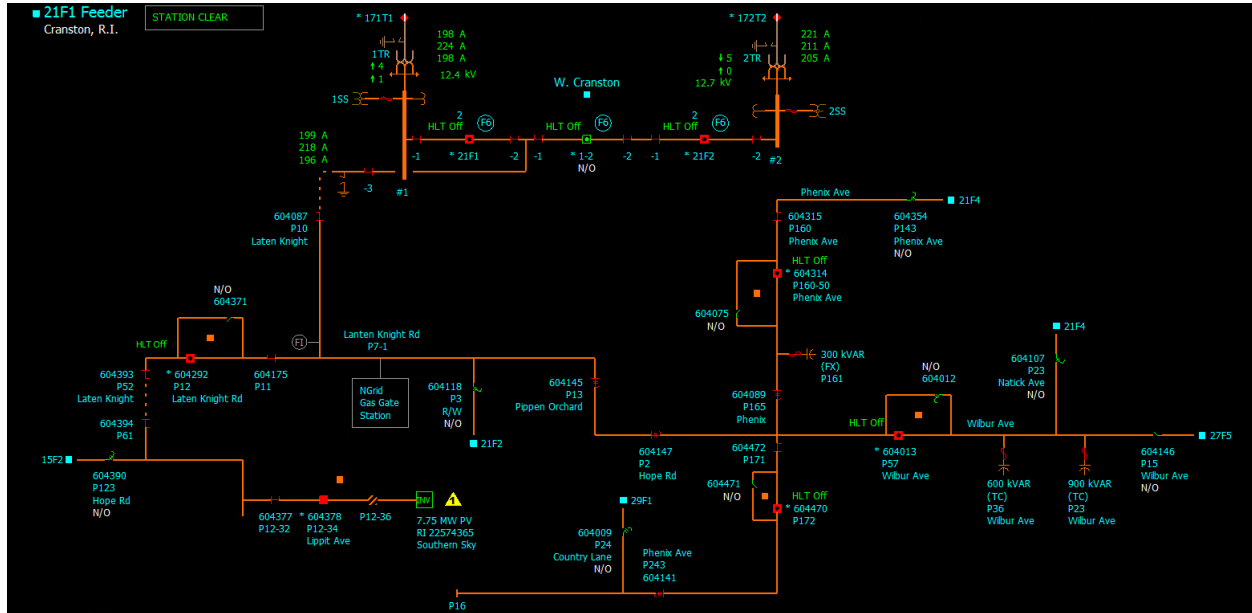 21F1 Feeder
Cranston, R.I.
STATION CLEAR
* 171T1
198 A
224 A
198 A
1TR
4
1
12.4 kV
1SS
* 172T2
221 A
211 A
205 A
5
0
2TR
12.7 kV
2SS
W. Cranston
2
HLT Off
F6
HLT Off
F6
2
HLT Off
F6
-1
* 21F1
-2
-1
* 1-2
-2
-1
* 21F2
-2
N/O
#1
#2
199 A
218 A
196 A
-3
604087
P10
Laten Knight
Phenix Ave
21F4
604315
P160
Phenix Ave
604354
P143
Phenix Ave
N/O
HLT Off
* 604314
P160-50
Phenix Ave
604075
N/O
N/O
604371
HLT Off
FI
Lanten Knight Rd
P7-1
604393
P52
Laten Knight
* 604292
P12
Laten Knight Rd
604175
P11
NGrid
Gas Gate
Station
604118
P3
R/W
N/O
21F2
604145
P13
Pippen Orchard
300 kVAR
(FX)
P161
604089
P165
Phenix
21F4
604107
P23
Natick Ave
N/O
N/O
604012
HLT Off
Wilbur Ave
27F5
604394
P61
15F2
604390
P123
Hope Rd
N/O
604147
P2
Hope Rd
604472
P171
* 604013
P57
Wilbur Ave
600 kVAR
(TC)
P36
Wilbur Ave
900 kVAR
(TC)
P23
Wilbur Ave
604146
P15
Wilbur Ave
N/O
604471
N/O
HLT Off
* 604470
P172
604377
P12-32
* 604378
P12-34
Lippit Ave
P12-36
INV
1
7.75 MW PV
RI 22574365
Southern Sky
29F1
604009
P24
Country Lane
N/O
Phenix Ave
P243
604141
P16